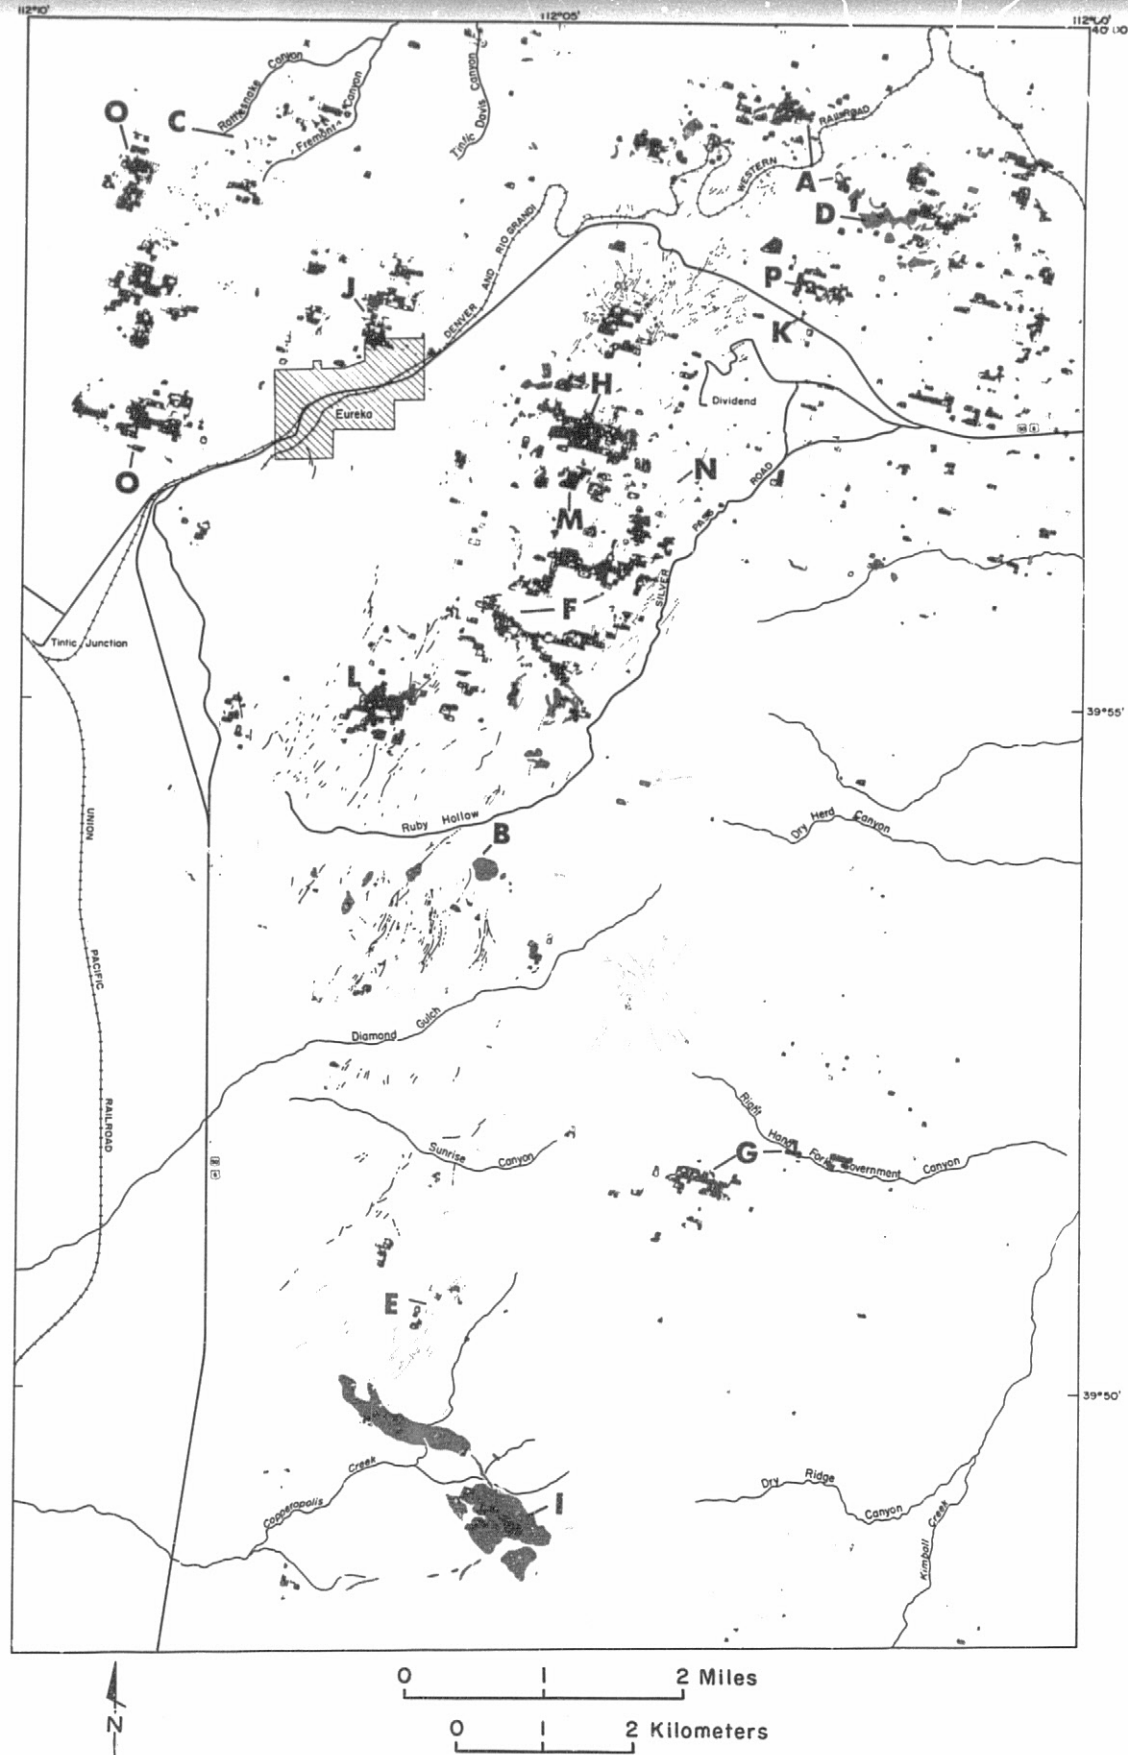 112°10'
112°05'
112°00'
40°00'
Rattlesnake Canyon
Fremont Canyon
Tintic Davis Canyon
O
C
WESTERN RAILROAD
A
D
DENVER AND RIO GRANDE
J
P
K
H
Dividend
Eureka
O
N
M
SILVER PASS ROAD
F
Tintic Junction
L
39°55'
UNION PACIFIC RAILROAD
Ruby Hollow
B
Dry Herd Canyon
Diamond Gulch
Right Hand Fork Government Canyon
Sunrise Canyon
G
6
E
39°50'
Copperopolis Creek
I
Dry Ridge Canyon
Kimball Creek
0 1 2 Miles
0 1 2 Kilometers
N